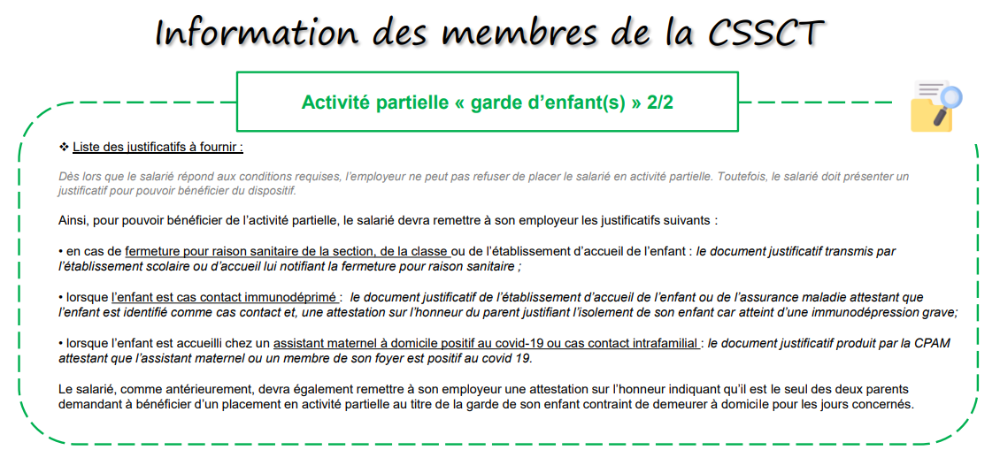 Information des membres de la CSSCT
Activité partielle « garde d’enfant(s) » 2/2
❖ Liste des justificatifs à fournir :
Dès lors que le salarié répond aux conditions requises, l’employeur ne peut pas refuser de placer le salarié en activité partielle. Toutefois, le salarié doit présenter un
justificatif pour pouvoir bénéficier du dispositif.
Ainsi, pour pouvoir bénéficier de l’activité partielle, le salarié devra remettre à son employeur les justificatifs suivants :
• en cas de fermeture pour raison sanitaire de la section, de la classe ou de l’établissement d’accueil de l’enfant : le document justificatif transmis par
l’établissement scolaire ou d’accueil lui notifiant la fermeture pour raison sanitaire ;
• lorsque l’enfant est cas contact immunodéprimé : le document justificatif de l’établissement d’accueil de l’enfant ou de l’assurance maladie attestant que
l’enfant est identifié comme cas contact et, une attestation sur l’honneur du parent justifiant l’isolement de son enfant car atteint d’une immunodépression grave;
• lorsque l’enfant est accueilli chez un assistant maternel à domicile positif au covid-19 ou cas contact intrafamilial : le document justificatif produit par la CPAM
attestant que l’assistant maternel ou un membre de son foyer est positif au covid 19.
Le salarié, comme antérieurement, devra également remettre à son employeur une attestation sur l’honneur indiquant qu’il est le seul des deux parents
demandant à bénéficier d’un placement en activité partielle au titre de la garde de son enfant contraint de demeurer à domicile pour les jours concernés.